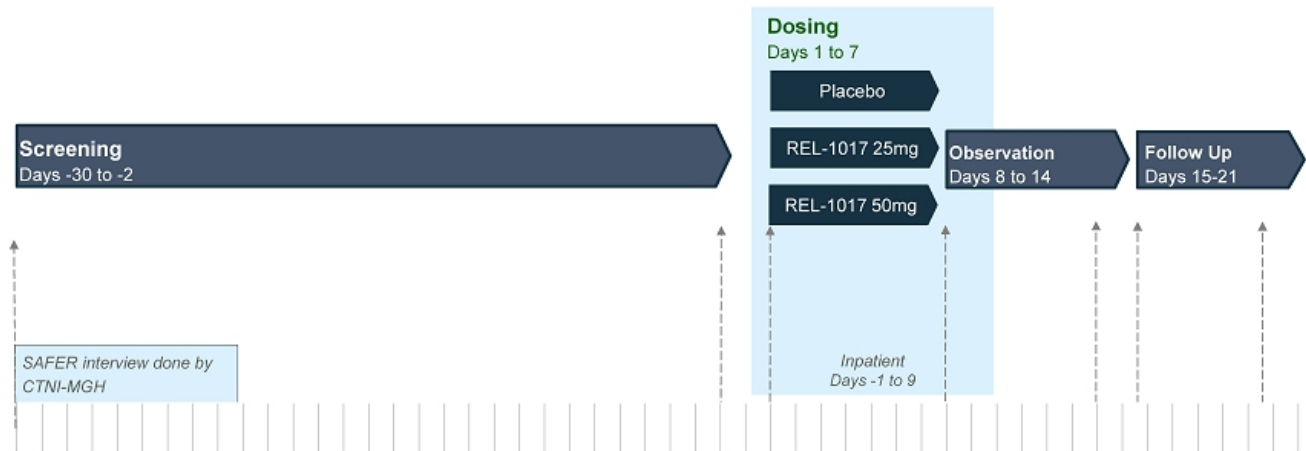 Dosing
Days 1 to 7
Placebo
Screening
Days -30 to -2
REL-1017 25mg
Observation
Days 8 to 14
Follow Up
Days 15-21
REL-1017 50mg
SAFER interview done by
CTNI-MGH
Inpatient
Days -1 to 9